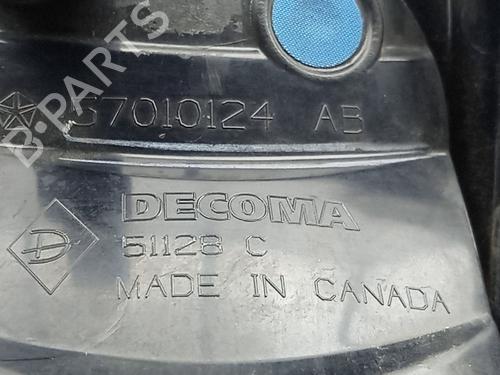 57010124 AB
DECOMA
D
51128 C
MADE IN CANADA
B-PARTS